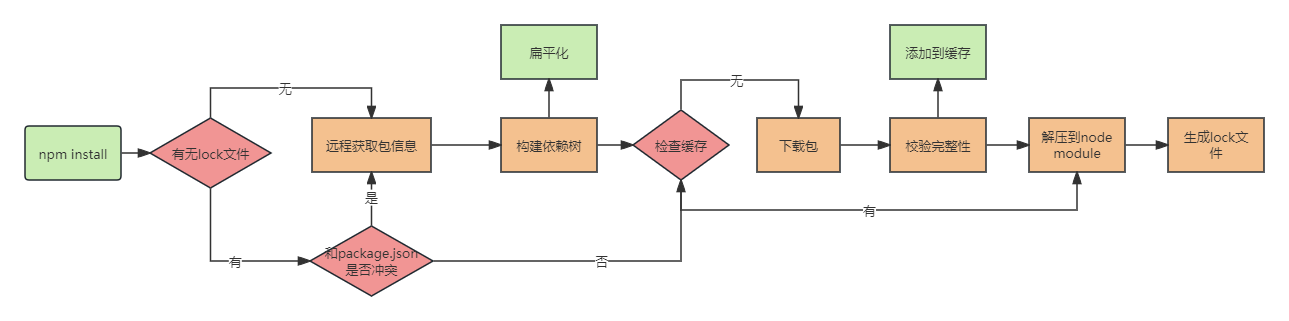 npm install
有无lock文件
无
远程获取包信息
有
和package.json
是否冲突
是
否
扁平化
构建依赖树
检查缓存
无
下载包
添加到缓存
校验完整性
有
解压到node
module
生成lock文
件